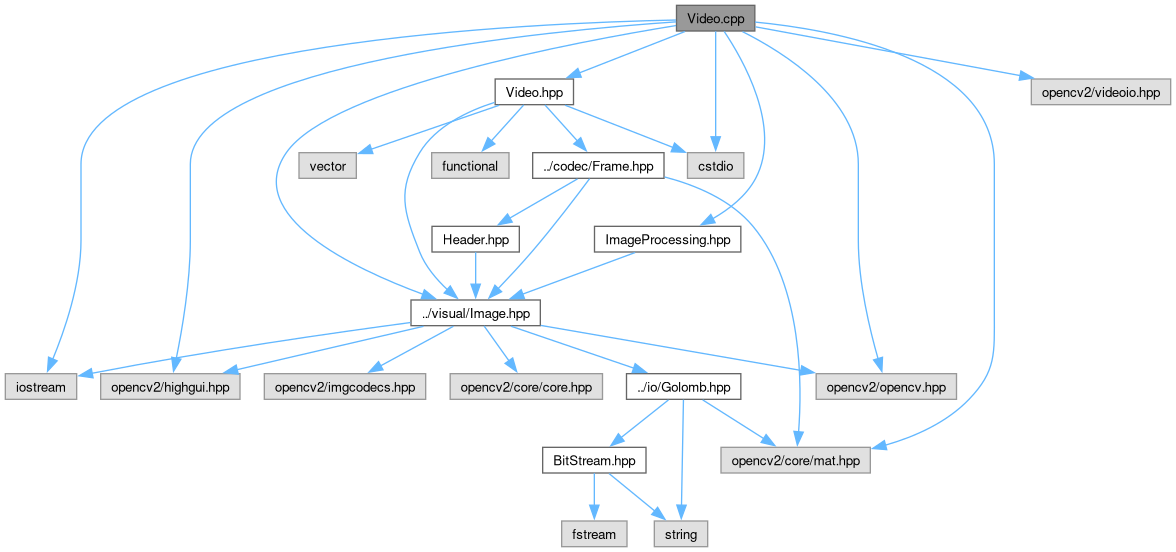 Video.cpp
Video.hpp
opencv2/videoio.hpp
vector
functional
../codec/Frame.hpp
cstdio
Header.hpp
ImageProcessing.hpp
../visual/Image.hpp
iostream
opencv2/highgui.hpp
opencv2/imgcodecs.hpp
opencv2/core/core.hpp
../io/Golomb.hpp
opencv2/opencv.hpp
BitStream.hpp
opencv2/core/mat.hpp
fstream
string